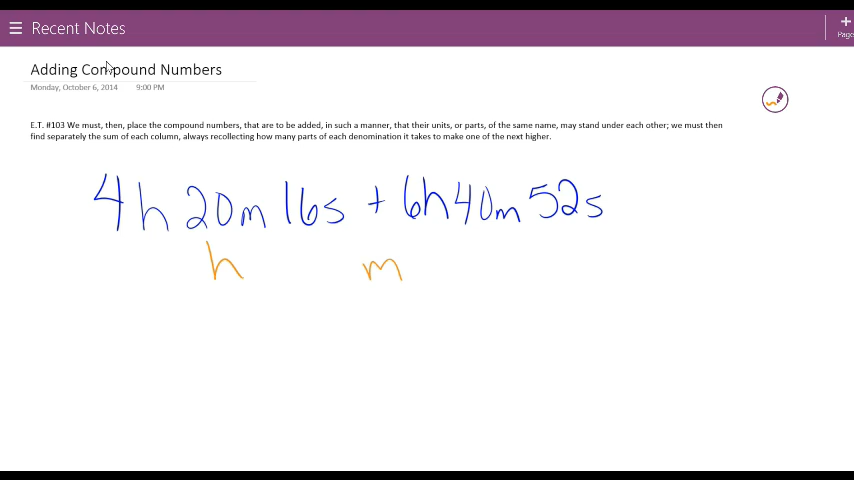 Recent Notes
Page
Adding Compound Numbers
Monday, October 6, 2014 9:00 PM
E.T. #103 We must, then, place the compound numbers, that are to be added, in such a manner, that their units, or parts, of the same name, may stand under each other; we must then
find separately the sum of each column, always recollecting how many parts of each denomination it takes to make one of the next higher.
4h 20m 16s + 6h 40m 52s
h m